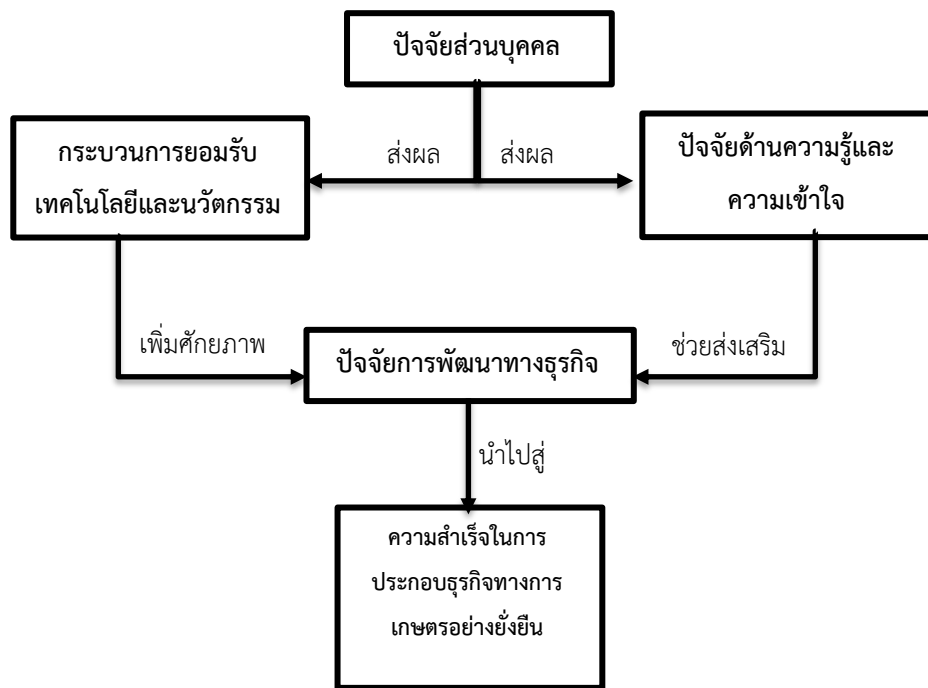 ปัจจัยส่วนบุคคล
กระบวนการยอมรับ
เทคโนโลยีและนวัตกรรม
ส่งผล
ส่งผล
ปัจจัยด้านความรู้และ
ความเข้าใจ
เพิ่มศักยภาพ
ปัจจัยการพัฒนาทางธุรกิจ
ช่วยส่งเสริม
นำไปสู่
ความสำเร็จในการ
ประกอบธุรกิจทางการ
เกษตรอย่างยั่งยืน